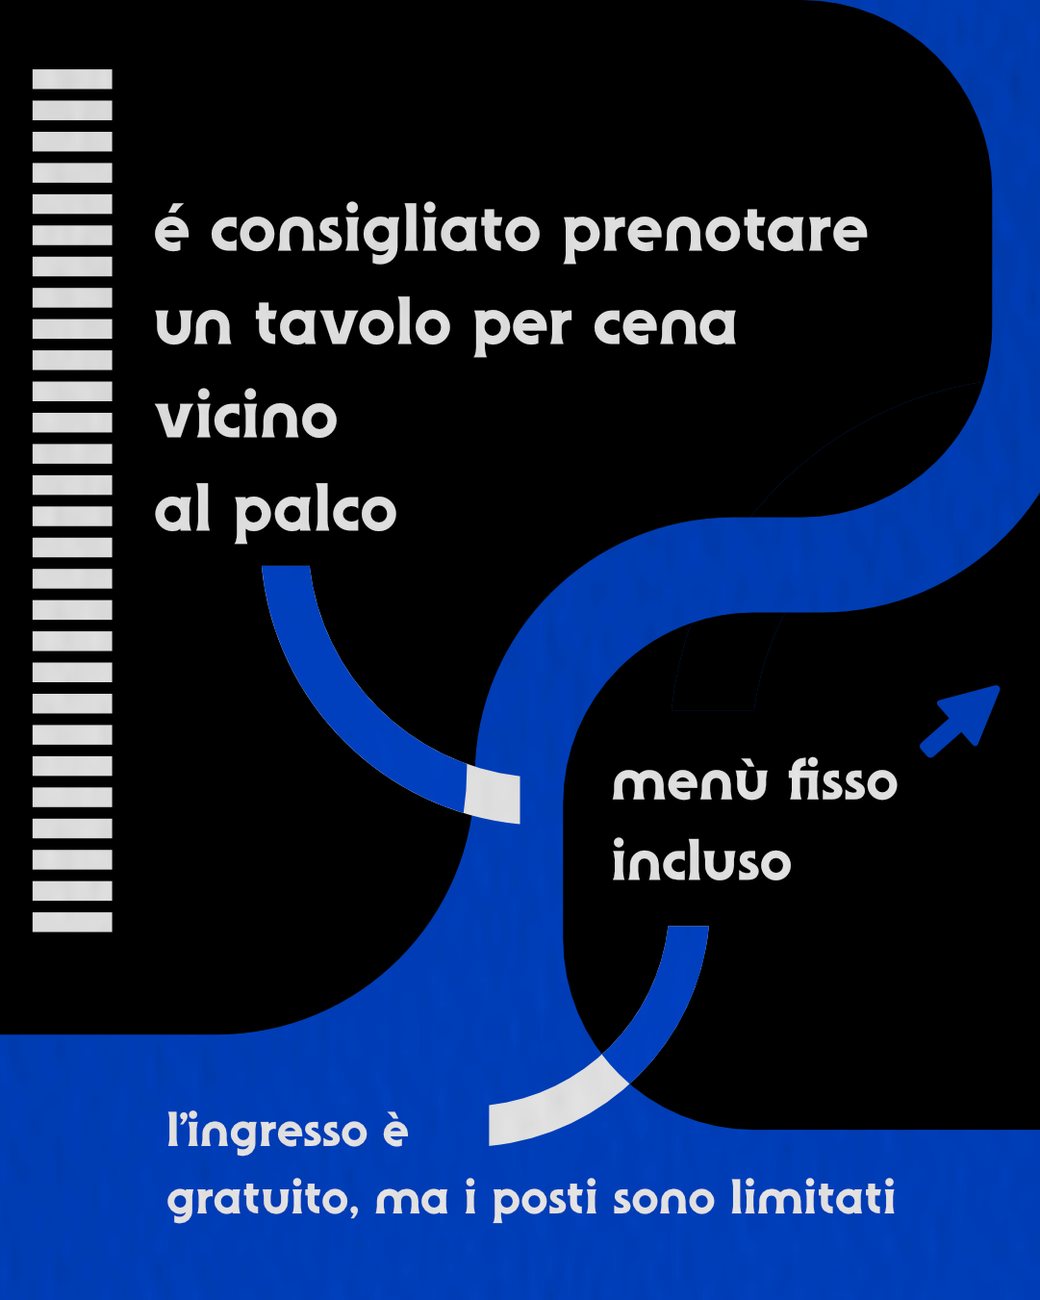 é consigliato prenotare
un tavolo per cena
vicino
al palco
menù fisso
incluso
l'ingresso è
gratuito, ma i posti sono limitati